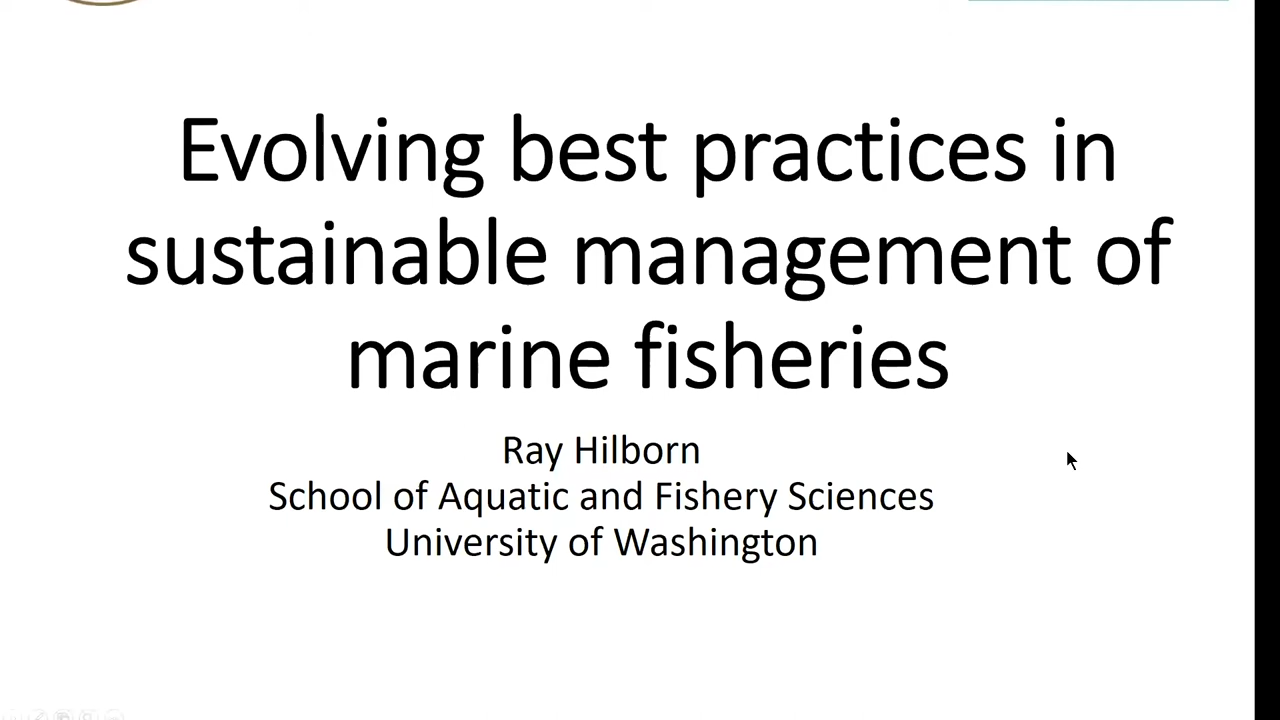 Evolving best practices in
sustainable management of
marine fisheries
Ray Hilborn
School of Aquatic and Fishery Sciences
University of Washington